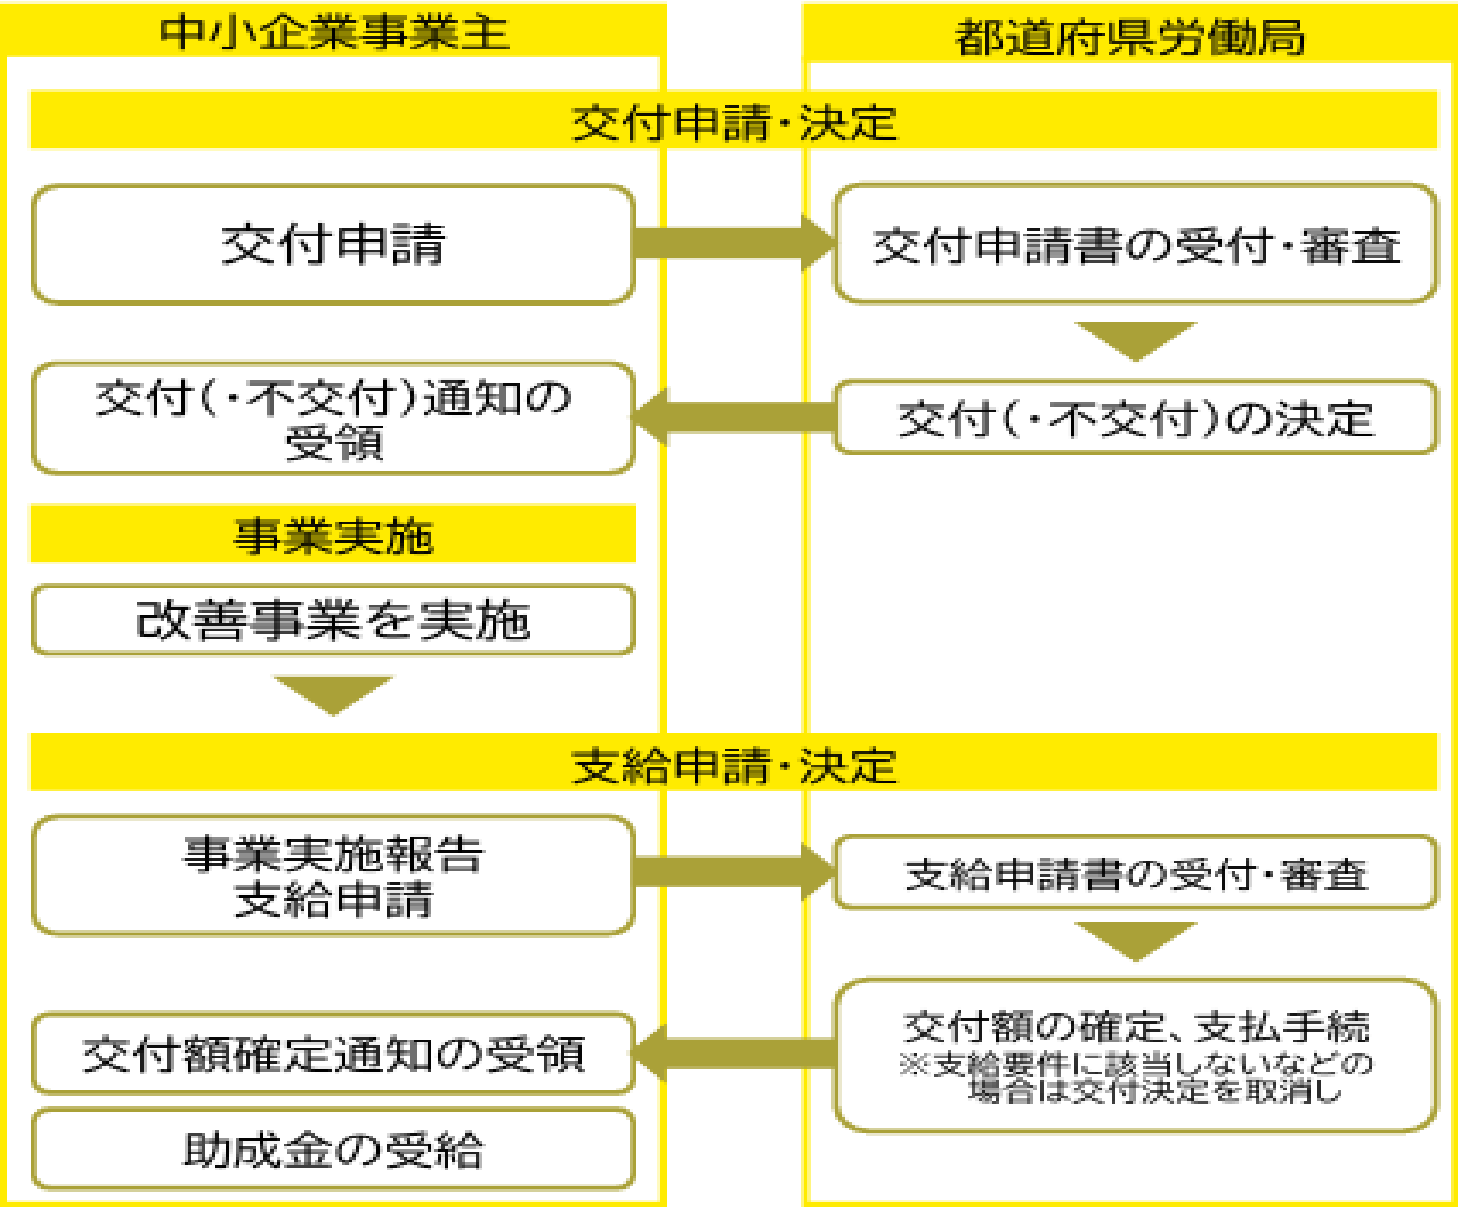 中小企業事業主
都道府県労働局
交付申請・決定
交付申請
交付申請書の受付・審査
交付(・不交付)通知の
受領
交付(・不交付)の決定
事業実施
改善事業を実施
支給申請・決定
事業実施報告
支給申請
支給申請書の受付・審査
交付額確定通知の受領
交付額の確定、支払手続
※支給要件に該当しないなどの
場合は交付決定を取消し
助成金の受給